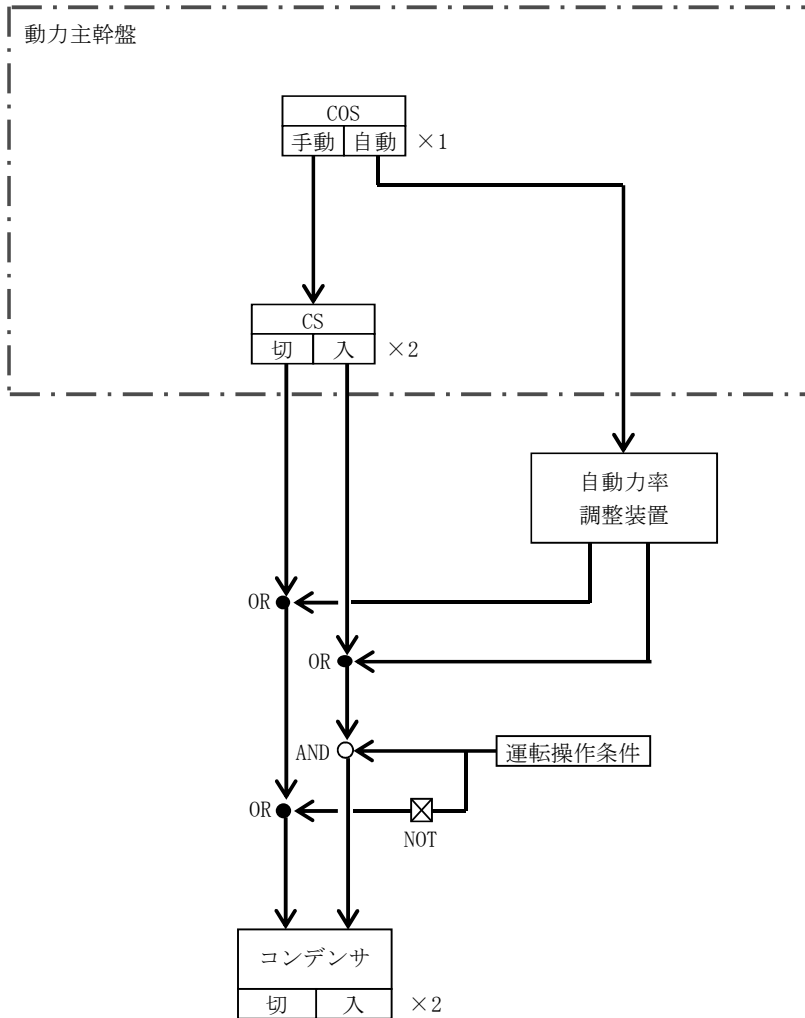 動力主幹盤
COS
手動 自動 ×1
CS
切 入 ×2
自動力率
調整装置
OR
OR
AND 運転操作条件
OR
NOT
コンデンサ
切 入 ×2